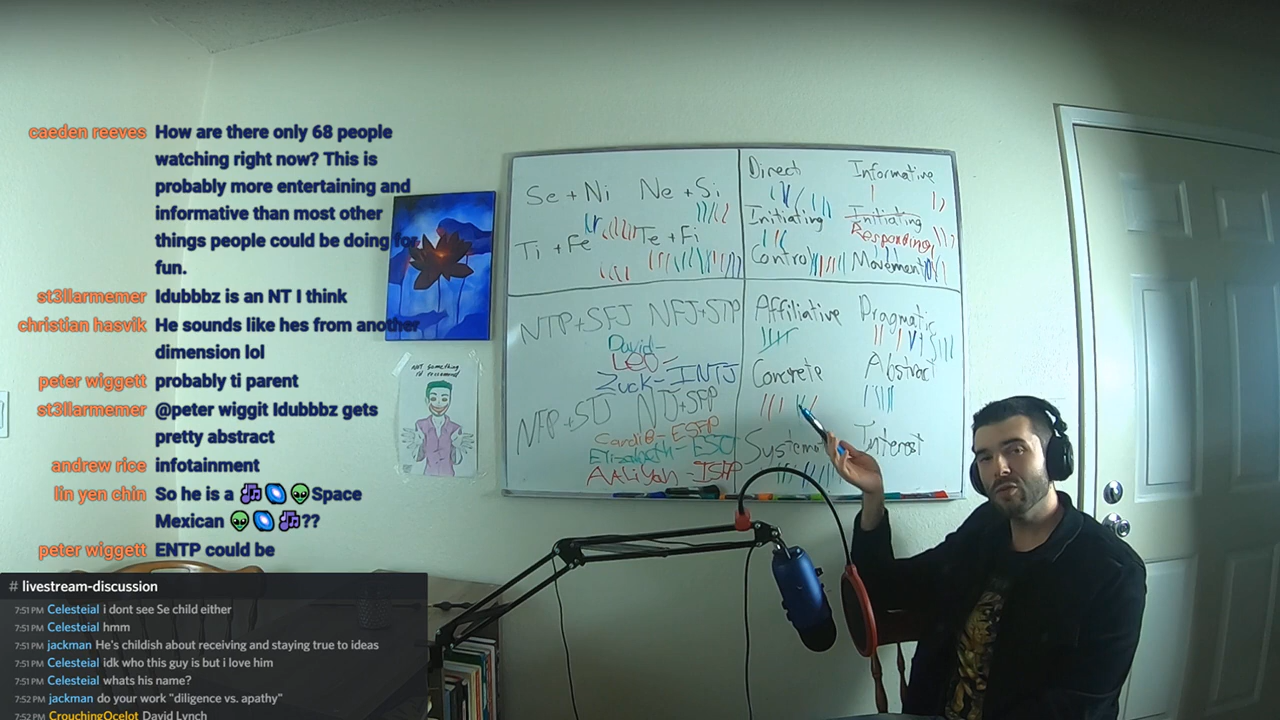 caeden reeves How are there only 68 people
watching right now? This is
probably more entertaining and
informative than most other
things people could be doing for
fun.
st3llarmemer Idubbbz is an NT I think
christian hasvik He sounds like hes from another
dimension lol
peter wiggett probably ti parent
st3llarmemer @peter wiggit Idubbbz gets
pretty abstract
andrew rice infotainment
lin yen chin So he is a 🎶🌌👽Space
Mexican 👽🌌🎶??
peter wiggett ENTP could be
# livestream-discussion
7:51 PM Celesteial i dont see Se child either
7:51 PM Celesteial hmm
7:51 PM jackman He's childish about receiving and staying true to ideas
7:51 PM Celesteial idk who this guy is but i love him
7:51 PM Celesteial whats his name?
7:52 PM jackman do your work "diligence vs. apathy"
7:52 PM CrouchingOcelot David Lynch
NOT something
I'd recommend
Se + Ni Ne + Si
Ti + Fe Te + Fi
NTP+SFJ NFJ+STP
David-
LEO-
Zuck-INTJ
NFP+STJ NTJ+SFP
Cardi B-ESFP
Elizabeth-ESTJ
Aaliyah-ISFP
Direct Informative
Initiating Initiating
Responding
Control Movement
Affiliative Pragmatic
Concrete Abstract
Systematic Interest